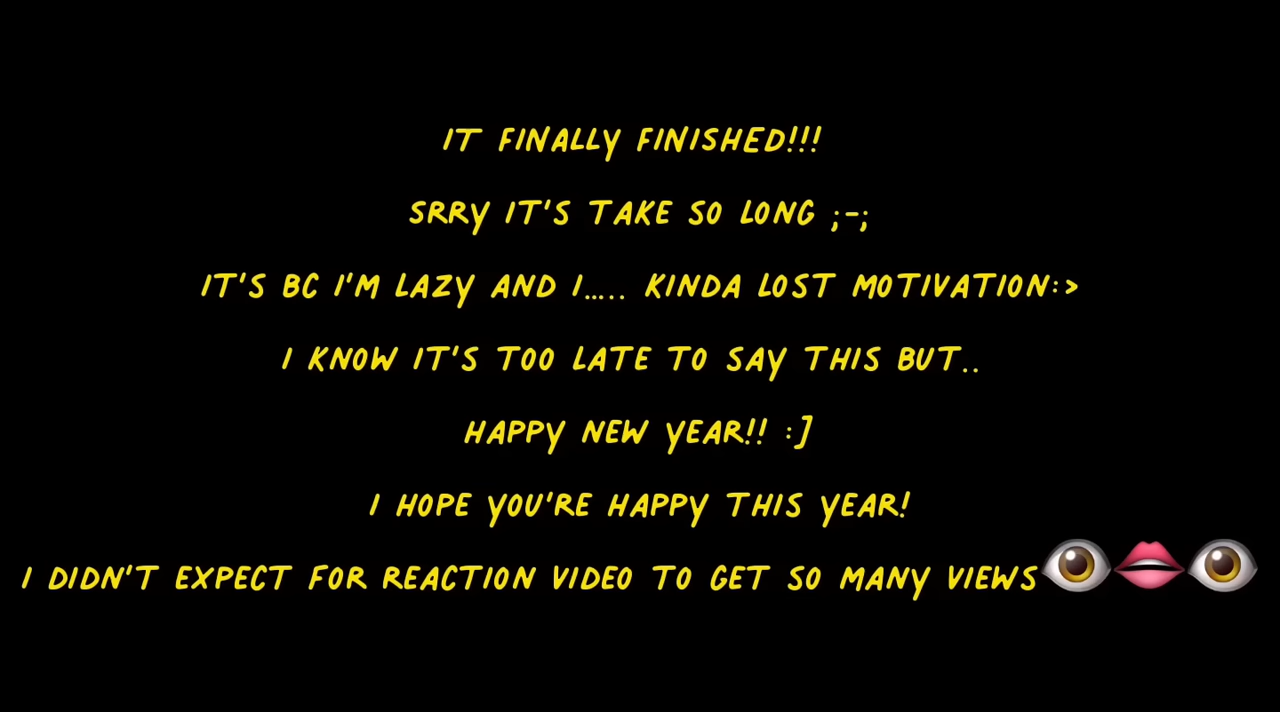 IT FINALLY FINISHED!!!
SRRY IT'S TAKE SO LONG ;-;
IT'S BC I'M LAZY AND I..... KINDA LOST MOTIVATION:>
I KNOW IT'S TOO LATE TO SAY THIS BUT..
HAPPY NEW YEAR!! :]
I HOPE YOU'RE HAPPY THIS YEAR!
I DIDN'T EXPECT FOR REACTION VIDEO TO GET SO MANY VIEWS👁️👄👁️